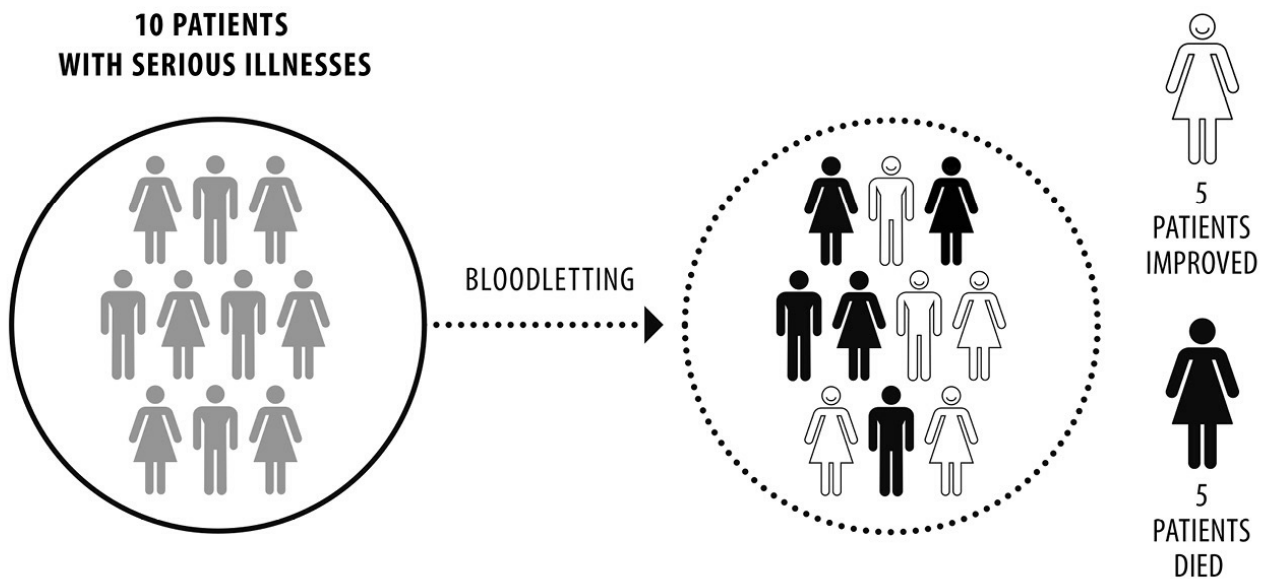 10 PATIENTS
WITH SERIOUS ILLNESSES
BLOODLETTING
5
PATIENTS
IMPROVED
5
PATIENTS
DIED